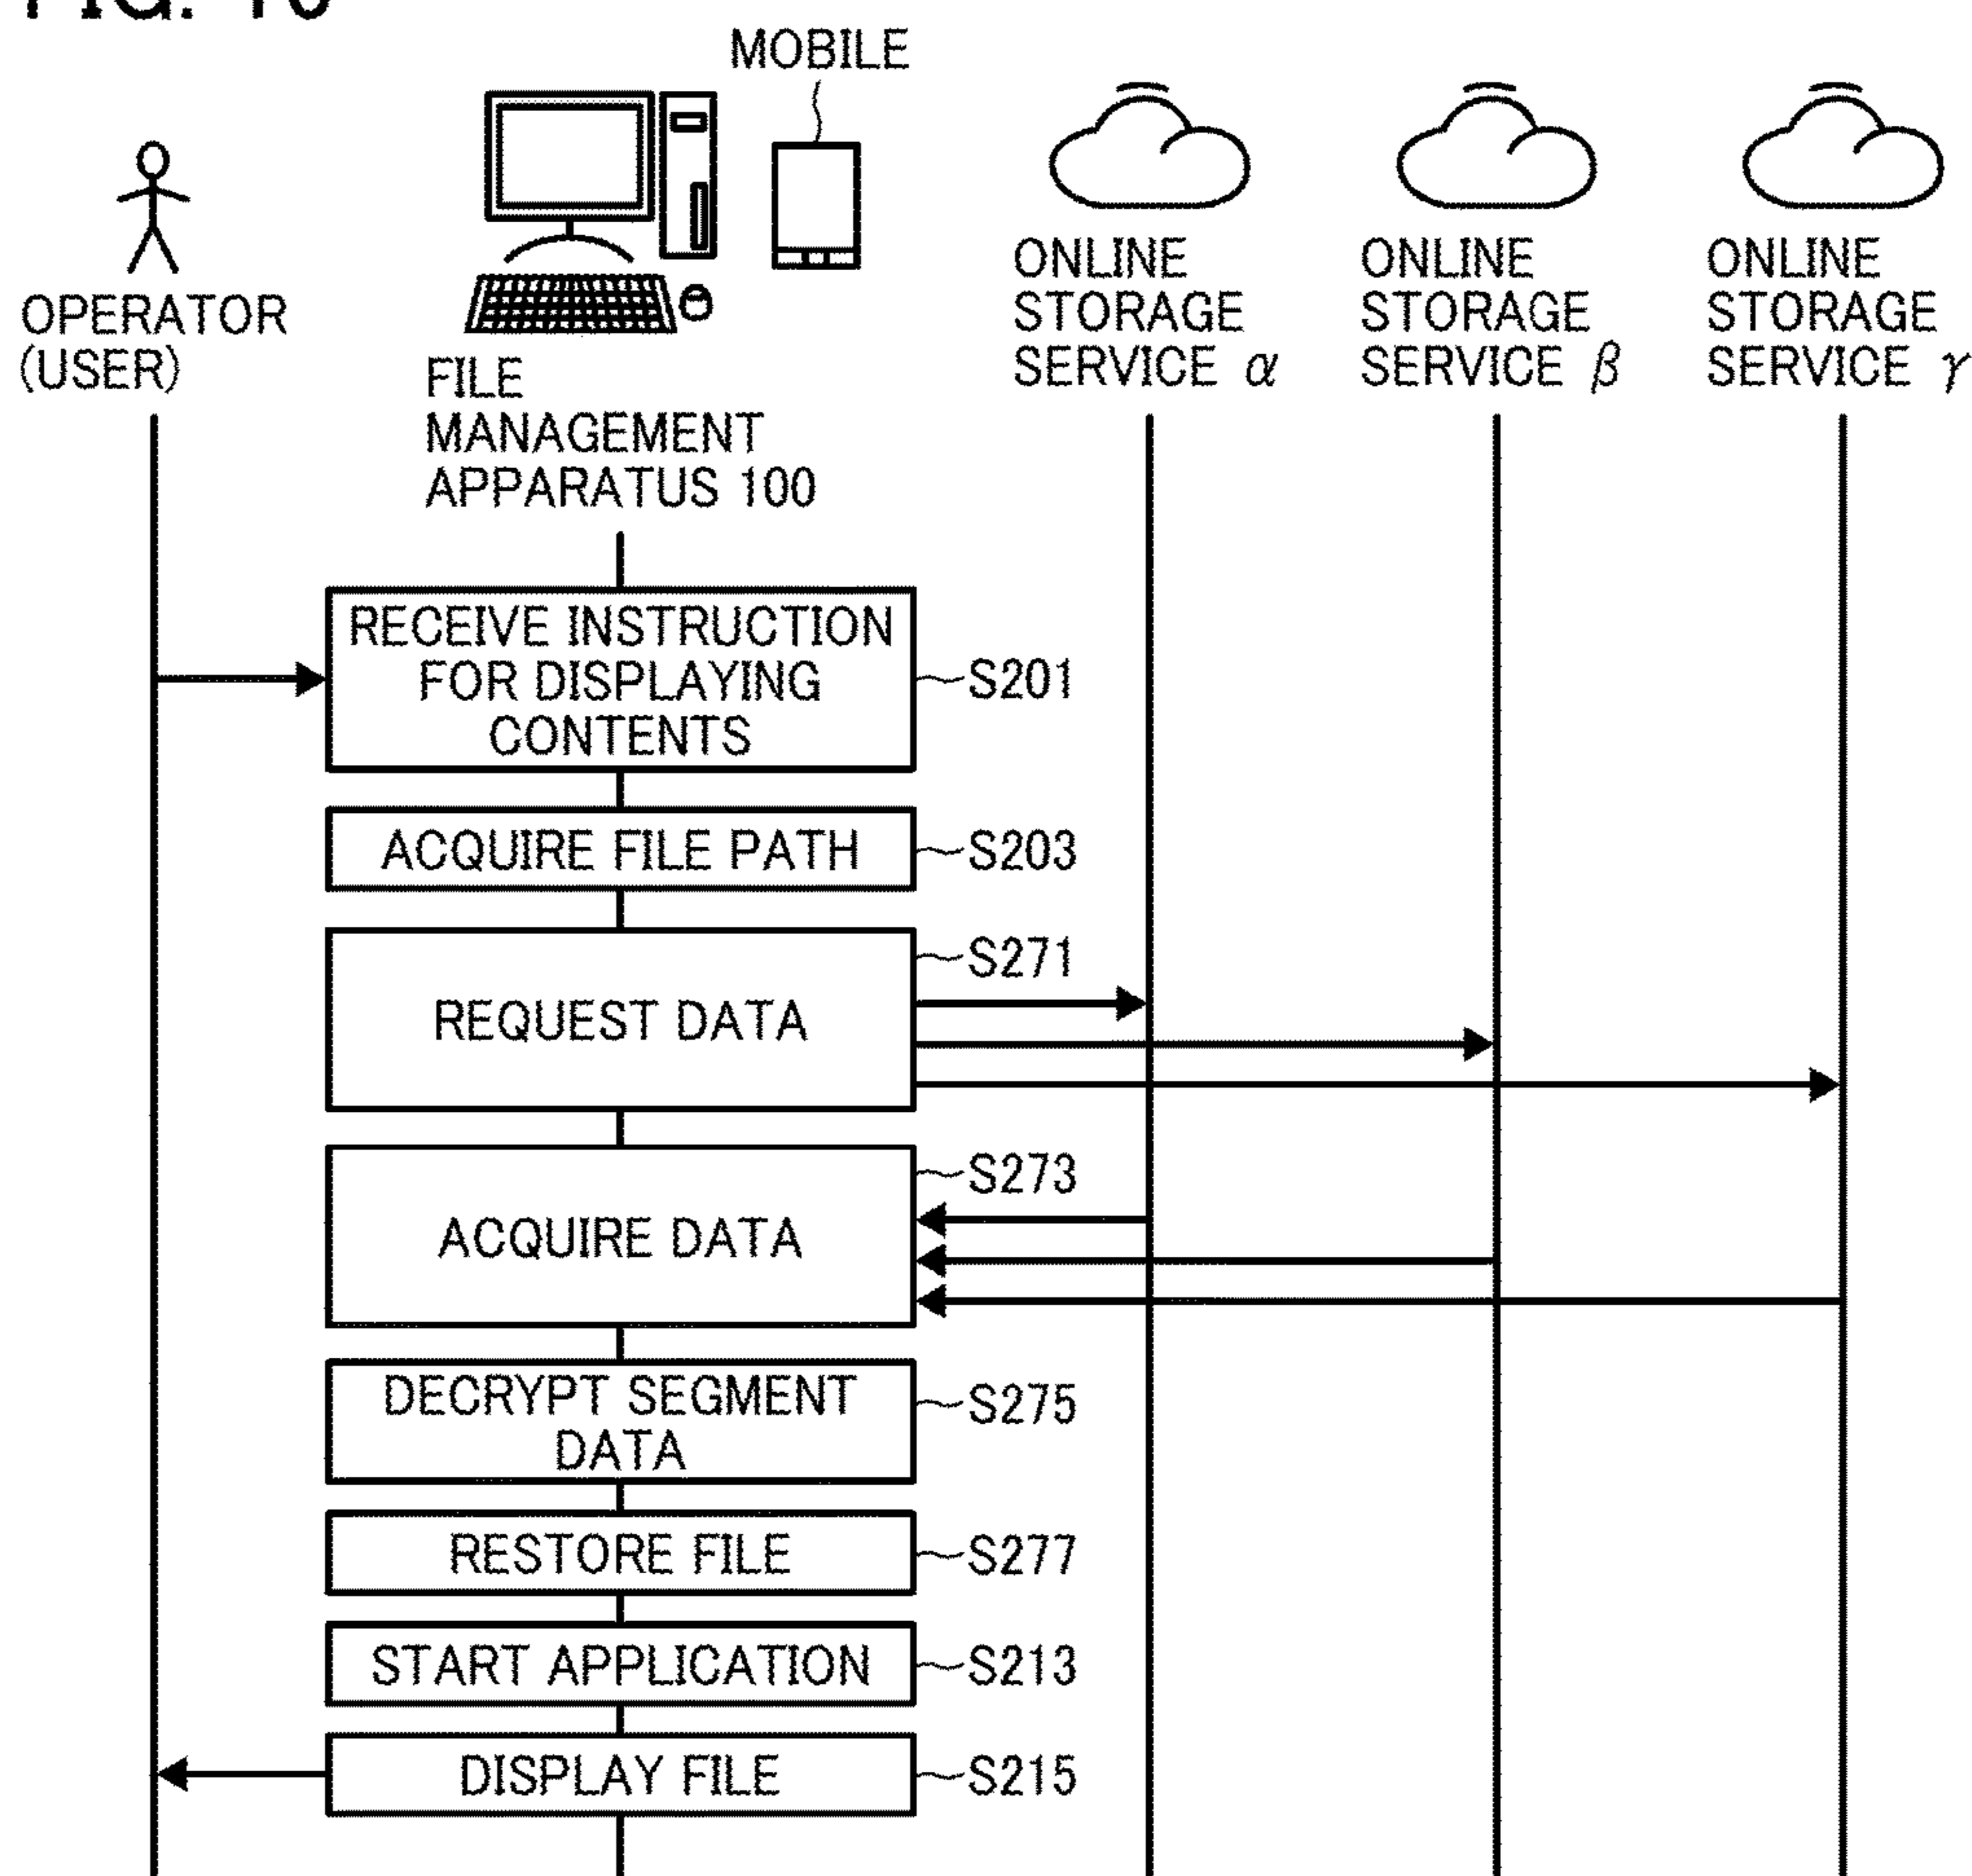 MOBILE
OPERATOR
(USER)
FILE
MANAGEMENT
APPARATUS 100
ONLINE
STORAGE
SERVICE α
ONLINE
STORAGE
SERVICE β
ONLINE
STORAGE
SERVICE γ
RECEIVE INSTRUCTION
FOR DISPLAYING
CONTENTS
S201
ACQUIRE FILE PATH
S203
REQUEST DATA
S271
ACQUIRE DATA
S273
DECRYPT SEGMENT
DATA
S275
RESTORE FILE
S277
START APPLICATION
S213
DISPLAY FILE
S215